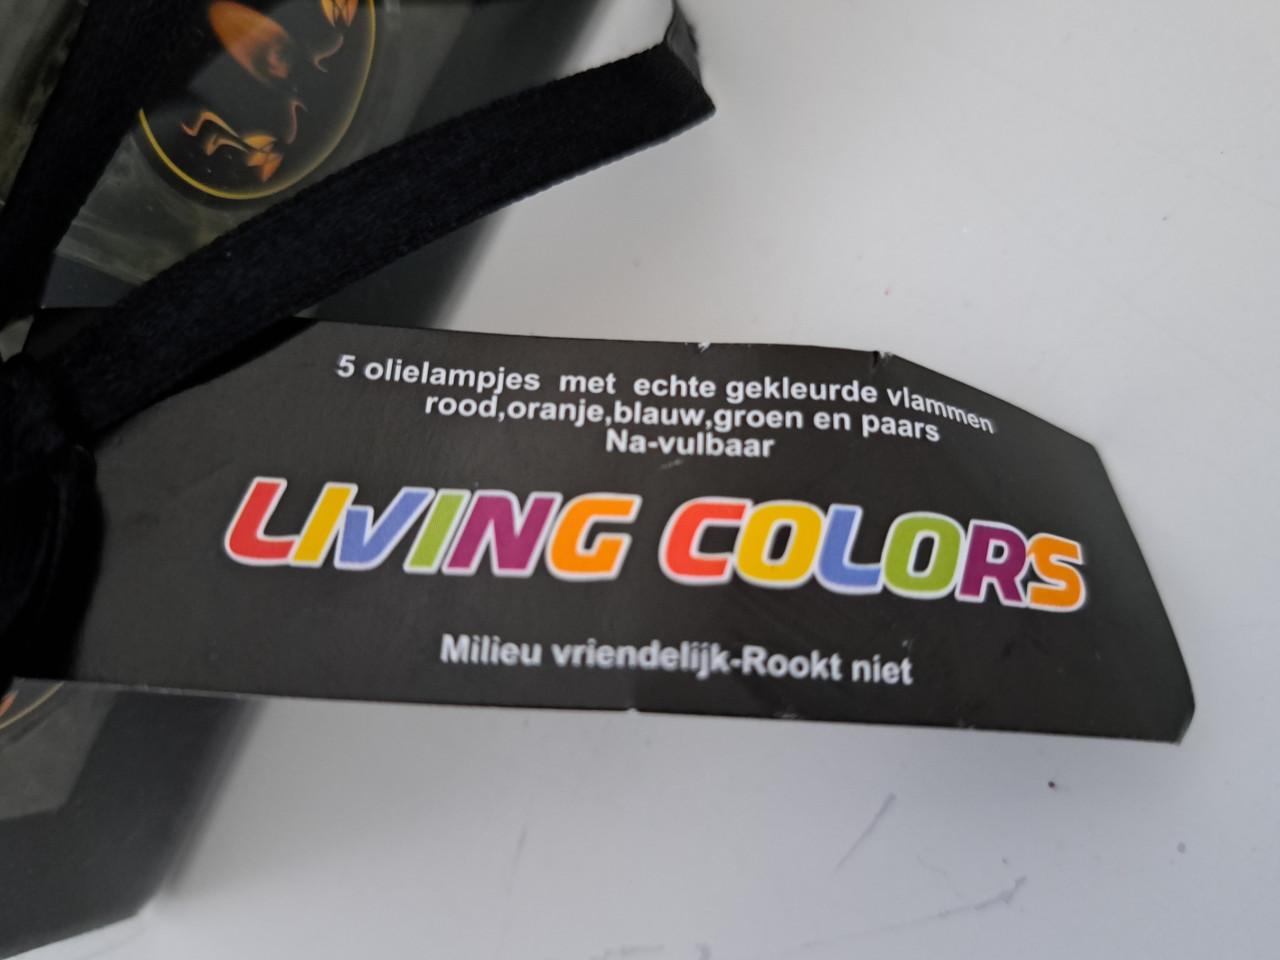 5 olielampjes met echte gekleurde vlammen
rood,oranje,blauw,groen en paars
Na-vulbaar
LIVING COLORS
Milieu vriendelijk-Rookt niet